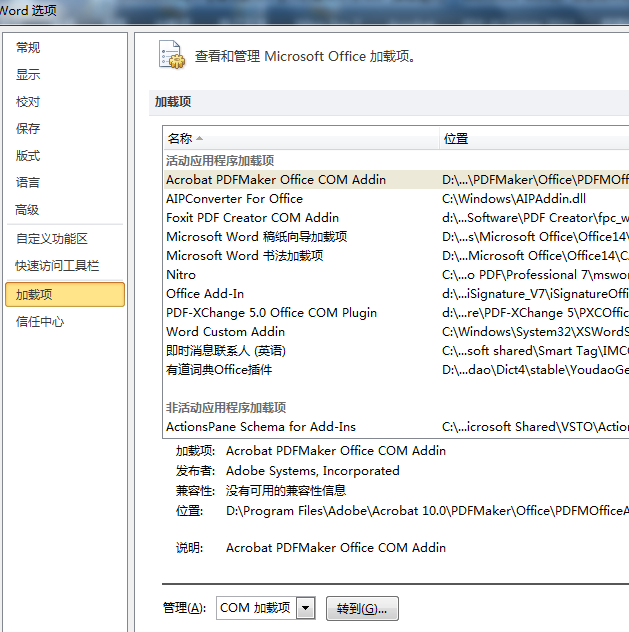 Word 选项
常规
显示
校对
保存
版式
语言
高级
自定义功能区
快速访问工具栏
加载项
信任中心
查看和管理 Microsoft Office 加载项。
加载项
名称 位置
活动应用程序加载项
Acrobat PDFMaker Office COM Addin D:\...\PDFMaker\Office\PDFMOff
AIPConverter For Office C:\Windows\AIPAddin.dll
Foxit PDF Creator COM Addin d:\...Software\PDF Creator\fpc_w
Microsoft Word 稿纸向导加载项 D:\...s\Microsoft Office\Office14\
Microsoft Word 书法加载项 D:\...Microsoft Office\Office14\C
Nitro C:\...o PDF\Professional 7\mswor
Office Add-In d:\...iSignature_V7\iSignatureOffi
PDF-XChange 5.0 Office COM Plugin d:\...re\PDF-XChange 5\PXCOffic
Word Custom Addin C:\Windows\System32\XSWordS
即时消息联系人 (英语) C:\...soft shared\Smart Tag\IMCO
有道词典Office插件 D:\...dao\Dict4\stable\YoudaoGe
非活动应用程序加载项
ActionsPane Schema for Add-Ins C:\...icrosoft Shared\VSTO\Action
加载项: Acrobat PDFMaker Office COM Addin
发布者: Adobe Systems, Incorporated
兼容性: 没有可用的兼容性信息
位置: D:\Program Files\Adobe\Acrobat 10.0\PDFMaker\Office\PDFMOfficeA
说明: Acrobat PDFMaker Office COM Addin
管理(A): COM 加载项 转到(G)...